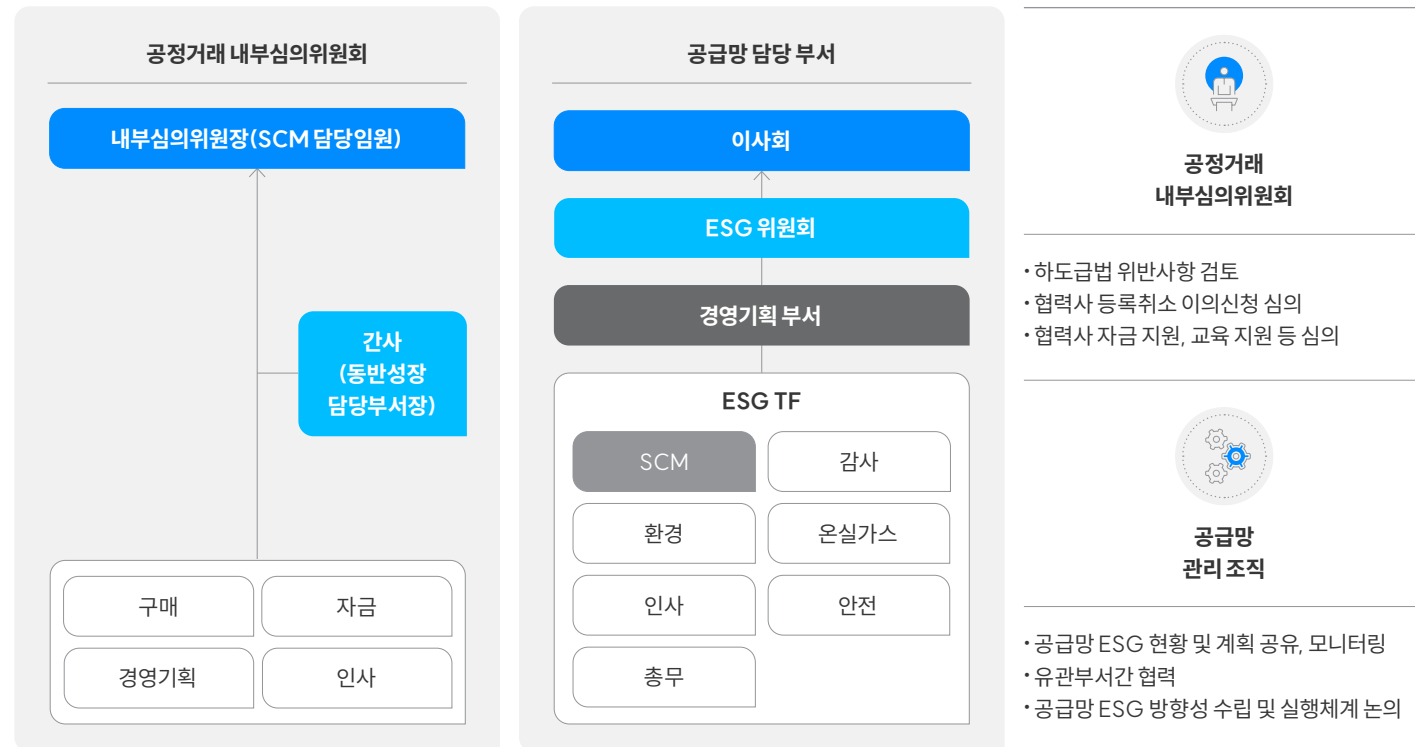 공정거래 내부심의위원회
내부심의위원장(SCM 담당임원)
간사
(동반성장
담당부서장)
구매
자금
경영기획
인사
공급망 담당 부서
이사회
ESG 위원회
경영기획 부서
ESG TF
SCM
감사
환경
온실가스
인사
안전
총무
공정거래
내부심의위원회
• 하도급법 위반사항 검토
• 협력사 등록취소 이의신청 심의
• 협력사 자금 지원, 교육 지원 등 심의
공급망
관리 조직
• 공급망 ESG 현황 및 계획 공유, 모니터링
• 유관부서간 협력
• 공급망 ESG 방향성 수립 및 실행체계 논의